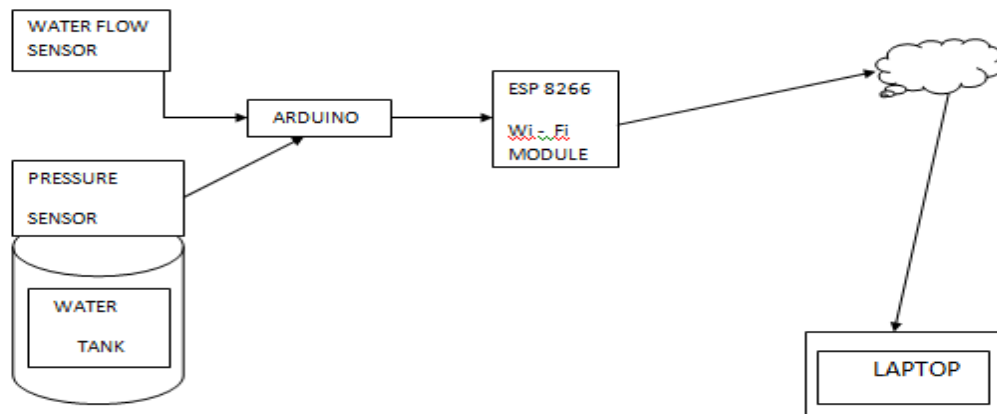 WATER FLOW
SENSOR
ARDUINO
ESP 8266
Wi - Fi
MODULE
PRESSURE
SENSOR
WATER
TANK
LAPTOP